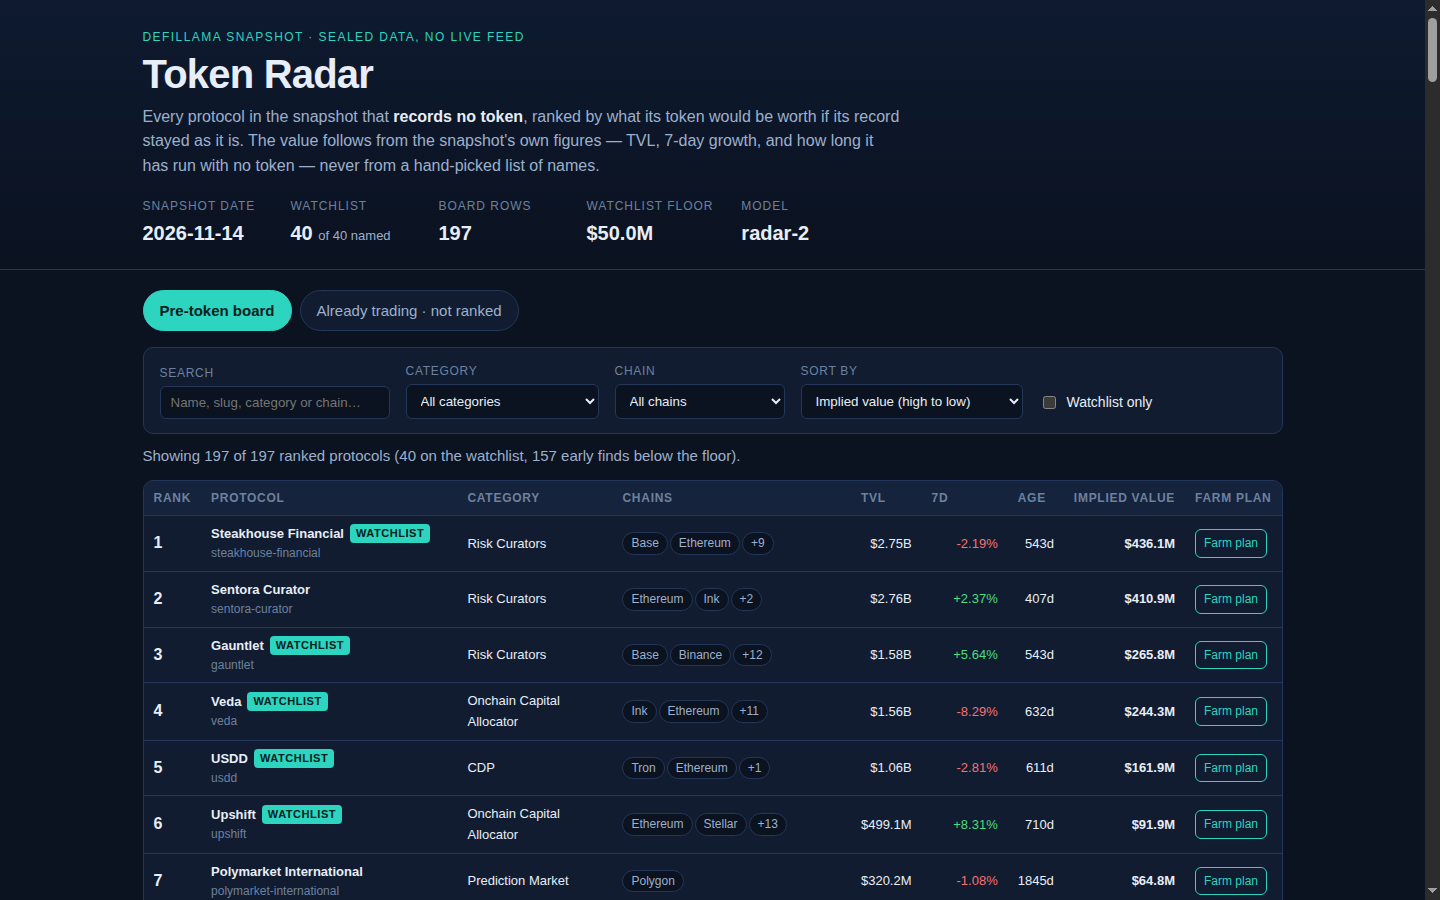 DEFILLAMA SNAPSHOT · SEALED DATA, NO LIVE FEED
Token Radar
Every protocol in the snapshot that records no token, ranked by what its token would be worth if its record
stayed as it is. The value follows from the snapshot's own figures — TVL, 7-day growth, and how long it
has run with no token — never from a hand-picked list of names.
SNAPSHOT DATE WATCHLIST BOARD ROWS WATCHLIST FLOOR MODEL
2026-11-14 40 of 40 named 197 $50.0M radar-2
Pre-token board Already trading · not ranked
SEARCH CATEGORY CHAIN SORT BY
Name, slug, category or chain… All categories All chains Implied value (high to low) Watchlist only
Showing 197 of 197 ranked protocols (40 on the watchlist, 157 early finds below the floor).
RANK PROTOCOL CATEGORY CHAINS TVL 7D AGE IMPLIED VALUE FARM PLAN
1 Steakhouse Financial WATCHLIST Risk Curators Base Ethereum +9 $2.75B -2.19% 543d $436.1M Farm plan
steakhouse-financial
2 Sentora Curator Risk Curators Ethereum Ink +2 $2.76B +2.37% 407d $410.9M Farm plan
sentora-curator
3 Gauntlet WATCHLIST Risk Curators Base Binance +12 $1.58B +5.64% 543d $265.8M Farm plan
gauntlet
4 Veda WATCHLIST Onchain Capital Allocator Ink Ethereum +11 $1.56B -8.29% 632d $244.3M Farm plan
veda
5 USDD WATCHLIST CDP Tron Ethereum +1 $1.06B -2.81% 611d $161.9M Farm plan
usdd
6 Upshift WATCHLIST Onchain Capital Allocator Ethereum Stellar +13 $499.1M +8.31% 710d $91.9M Farm plan
upshift
7 Polymarket International Prediction Market Polygon $320.2M -1.08% 1845d $64.8M Farm plan
polymarket-international